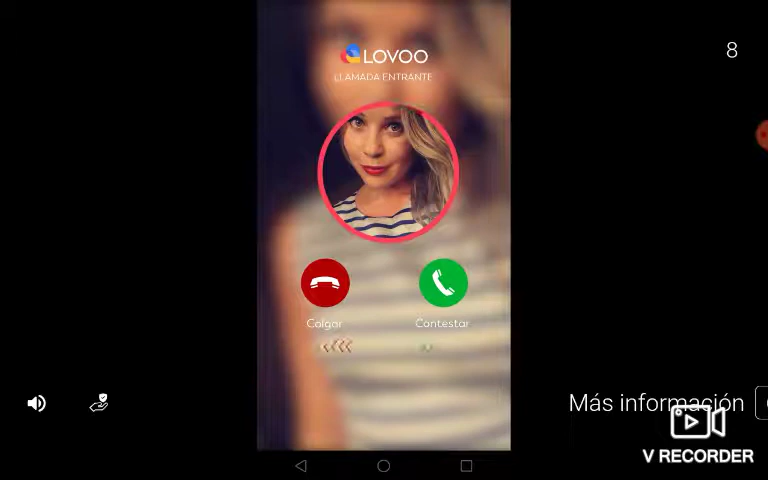 8
LOVOO
LLAMADA ENTRANTE
Colgar
Contestar
Más información
V RECORDER